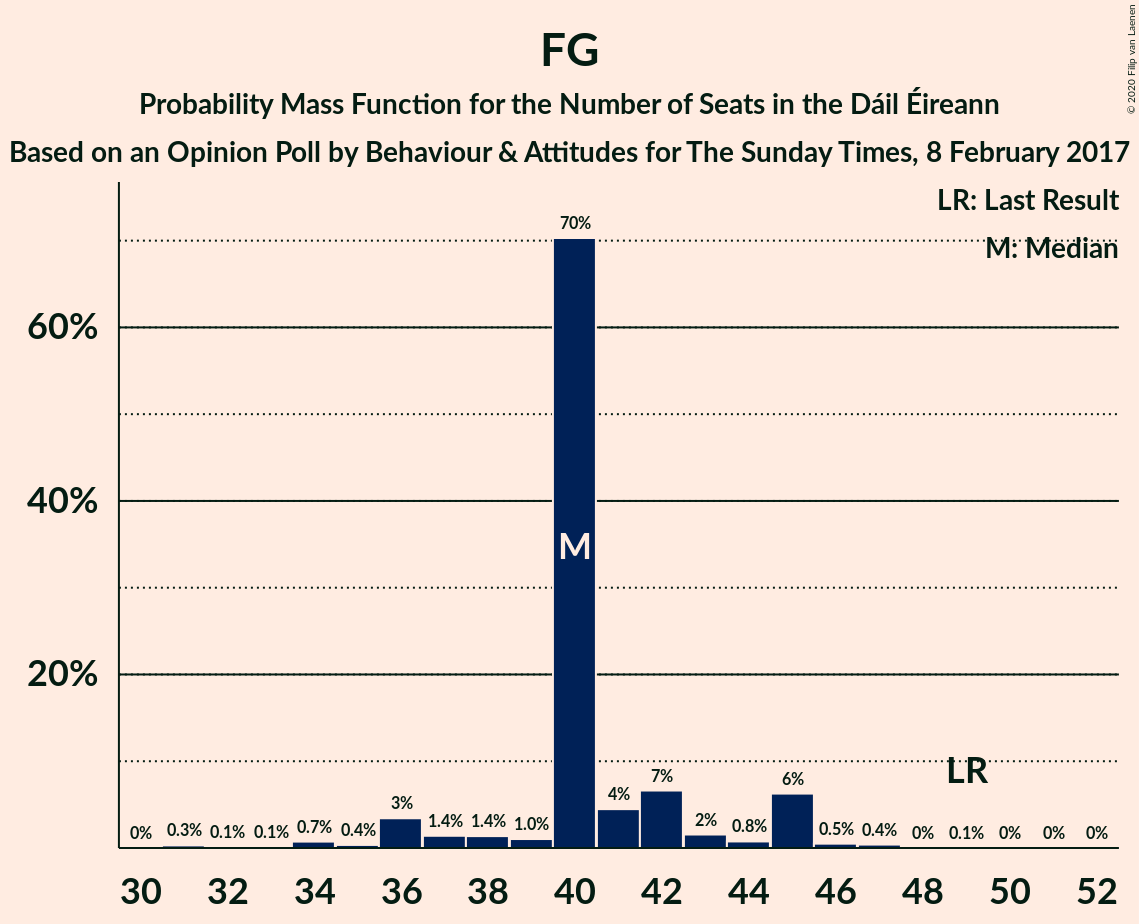 FG
Probability Mass Function for the Number of Seats in the Dáil Éireann
Based on an Opinion Poll by Behaviour & Attitudes for The Sunday Times, 8 February 2017
© 2020 Filip van Laenen
LR: Last Result
M: Median
60%
40%
20%
0% 0.3% 0.1% 0.1% 0.7% 0.4% 3% 1.4% 1.4% 1.0% 70% 4% 7% 2% 0.8% 6% 0.5% 0.4% 0% 0.1% 0% 0% 0%
M
LR
30 32 34 36 38 40 42 44 46 48 50 52